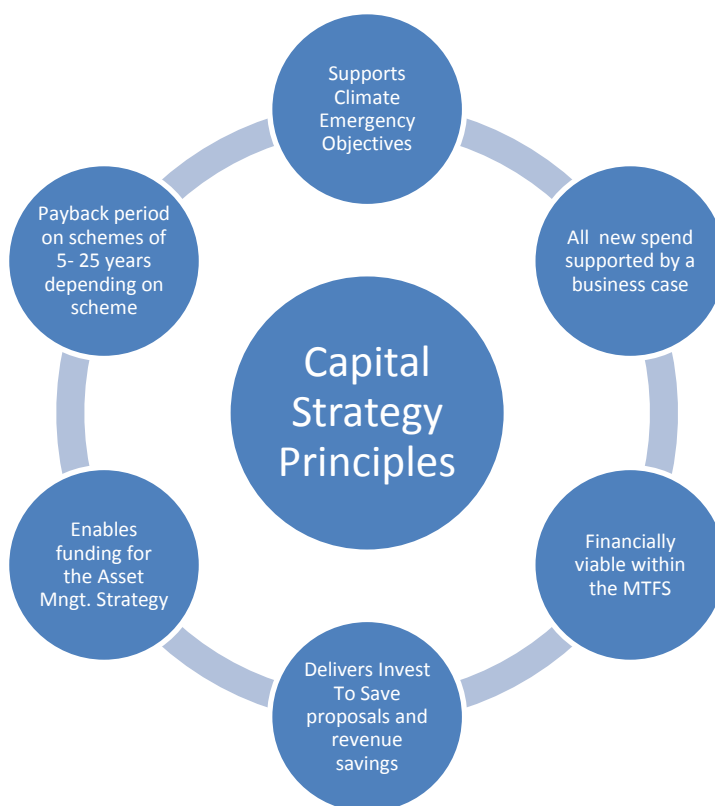 Supports
Climate
Emergency
Objectives
All new spend
supported by a
business case
Financially
viable within
the MTFS
Delivers Invest
To Save
proposals and
revenue
savings
Enables
funding for
the Asset
Mngt. Strategy
Payback period
on schemes of
5- 25 years
depending on
scheme
Capital
Strategy
Principles